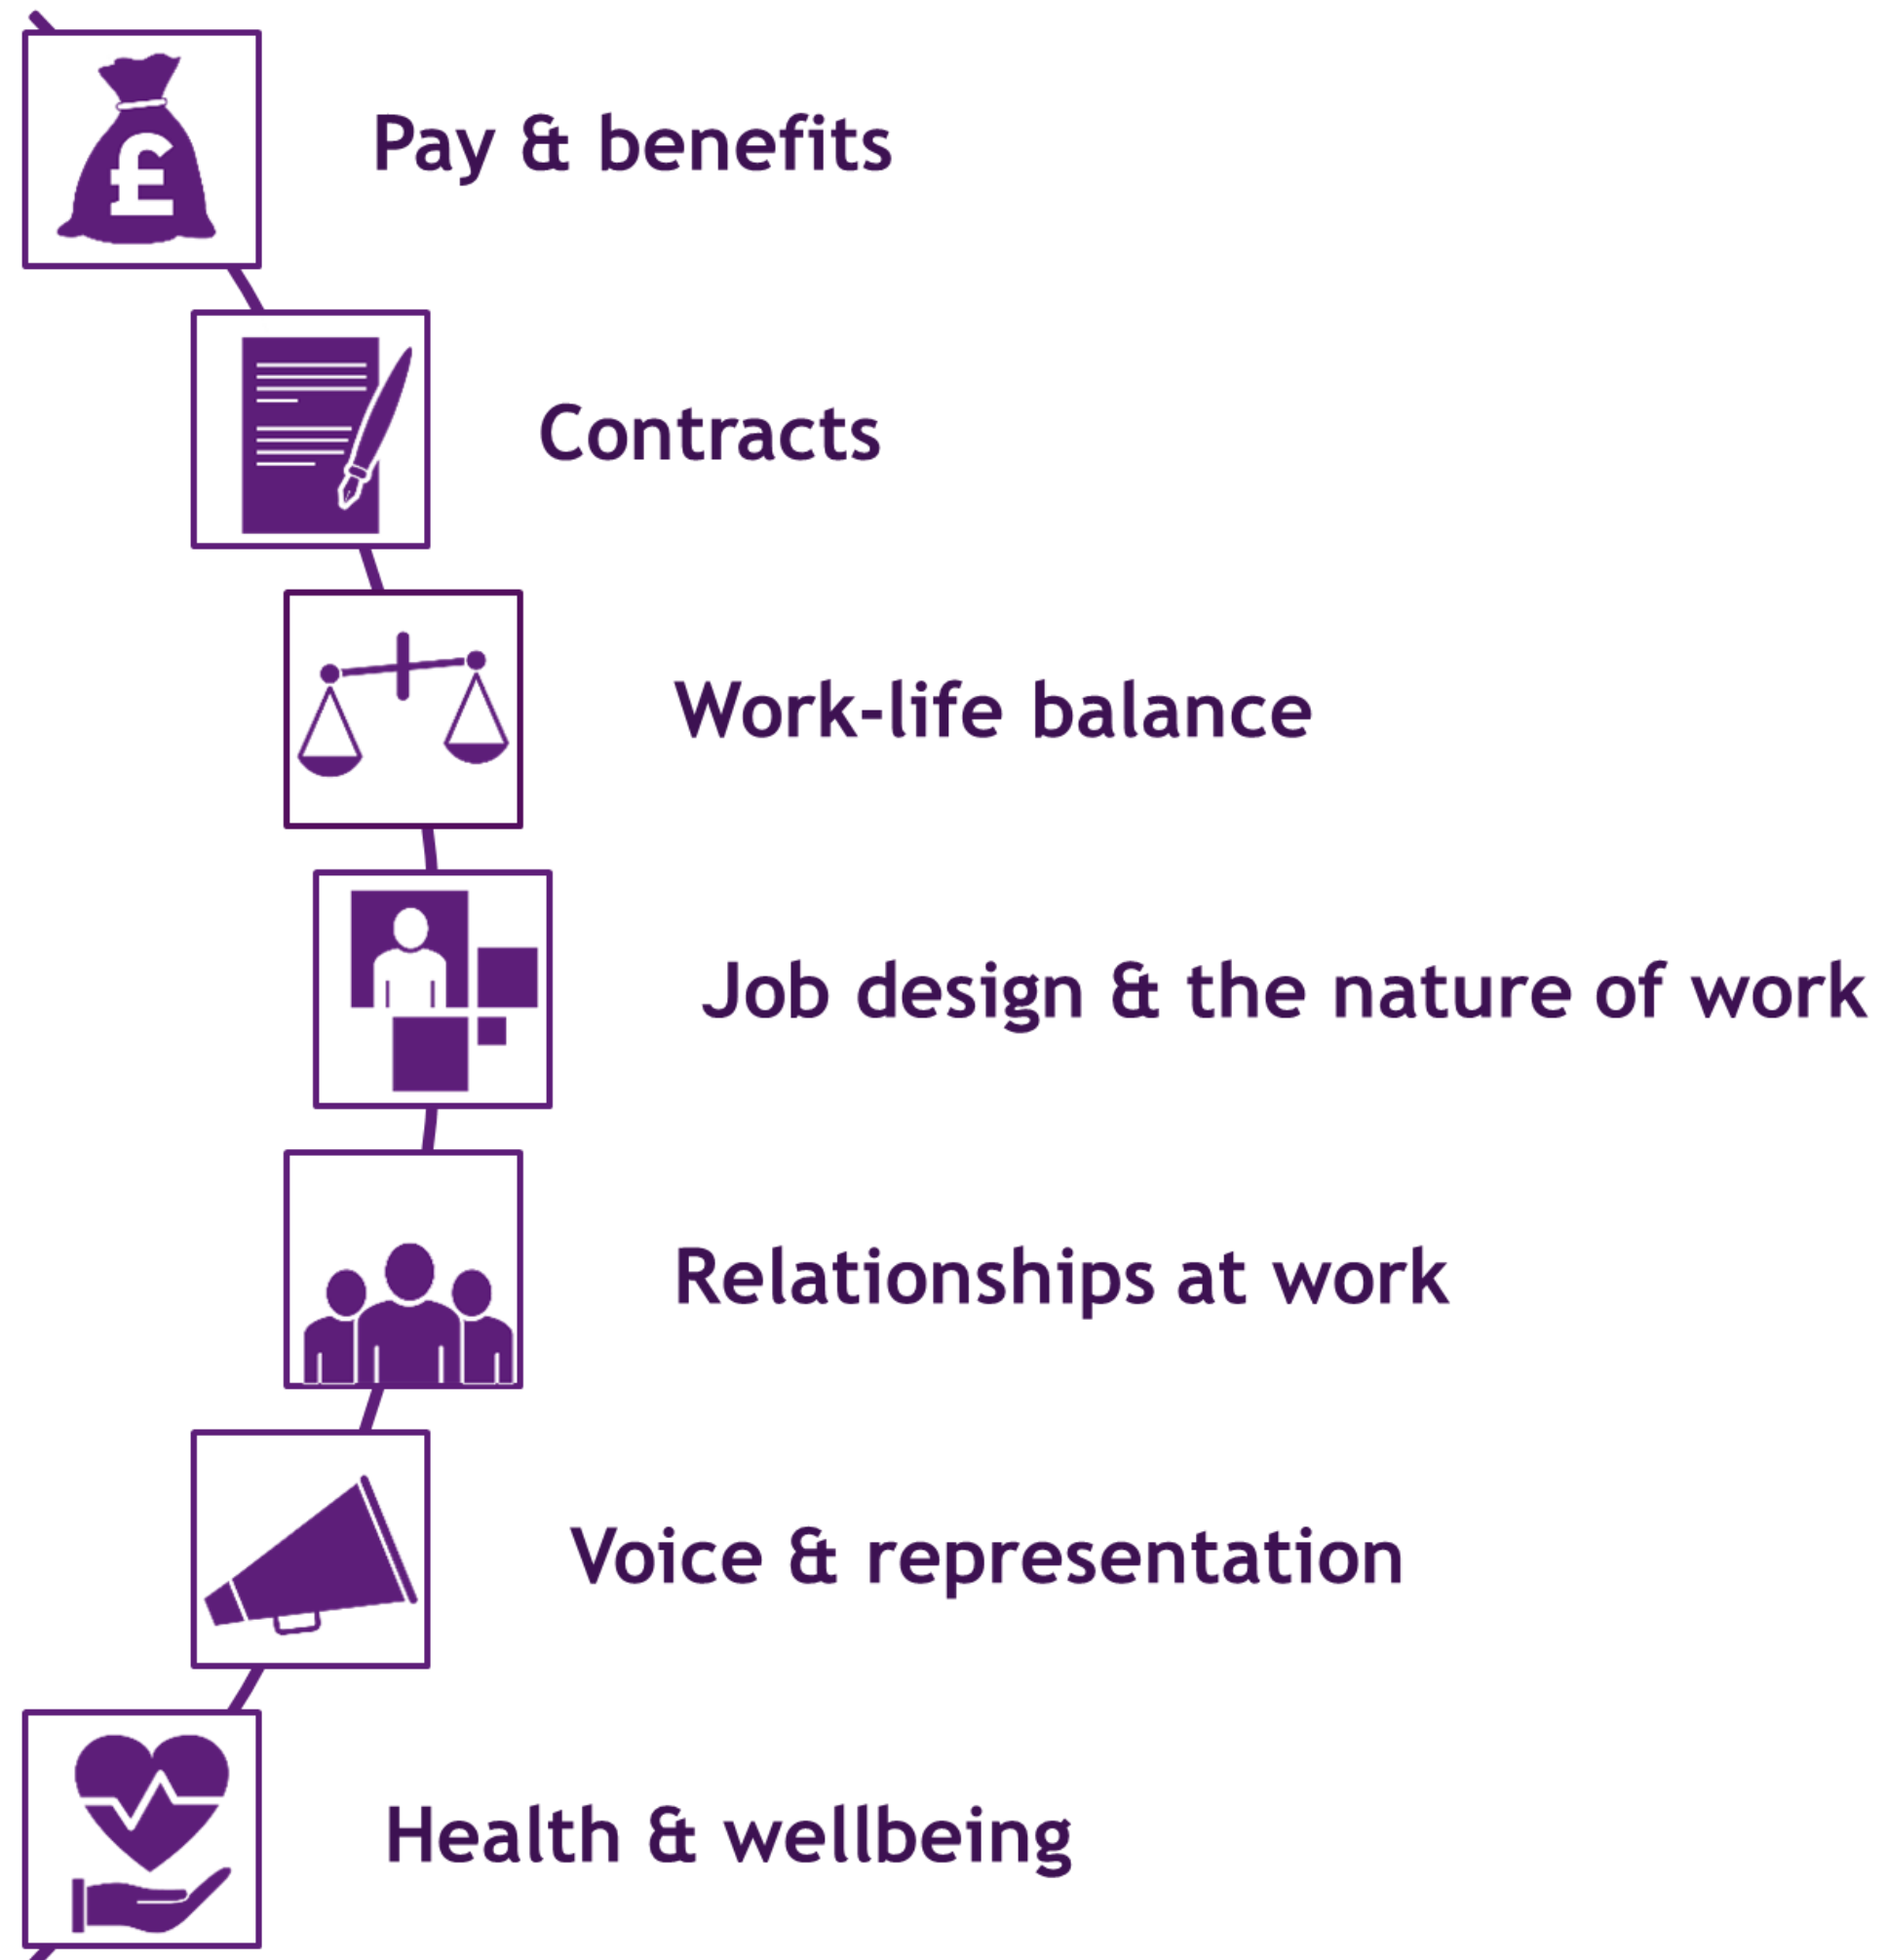 £
Pay & benefits
Contracts
Work-life balance
Job design & the nature of work
Relationships at work
Voice & representation
Health & wellbeing